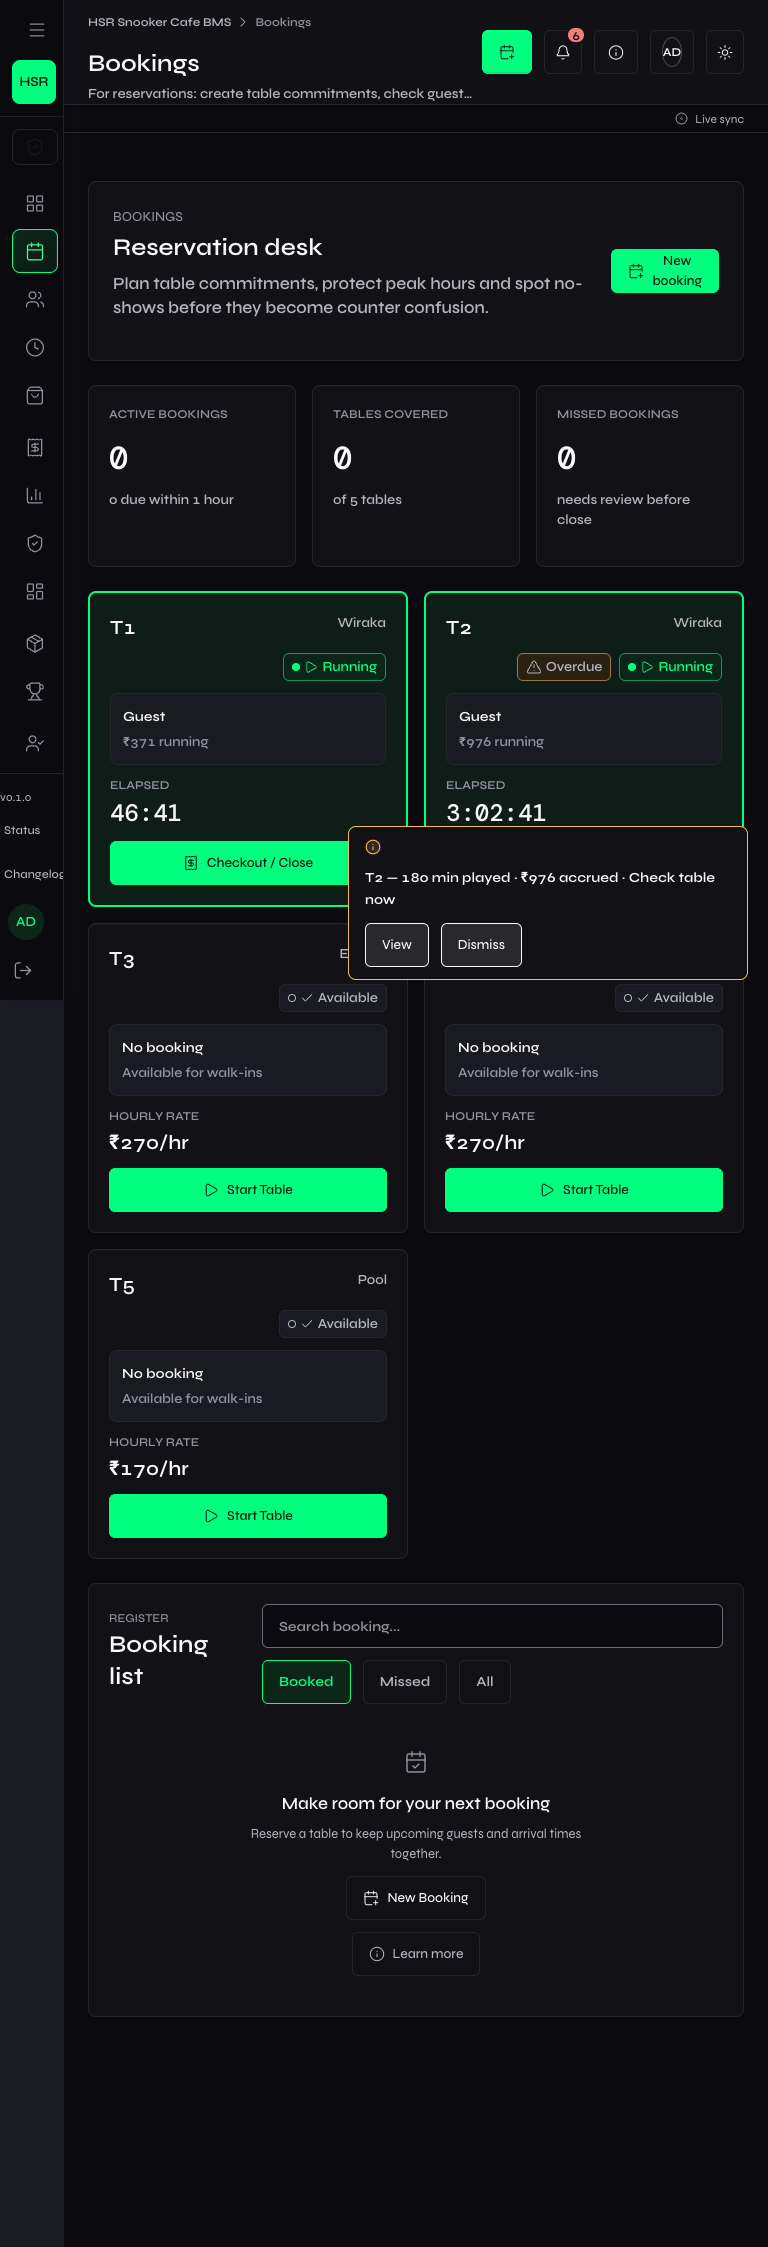 HSR Snooker Cafe BMS > Bookings
Bookings
For reservations: create table commitments, check guest...
6
AD
HSR
Live sync
BOOKINGS
Reservation desk
Plan table commitments, protect peak hours and spot no-
shows before they become counter confusion.
New
booking
ACTIVE BOOKINGS
0
0 due within 1 hour
TABLES COVERED
0
of 5 tables
MISSED BOOKINGS
0
needs review before
close
T1
Wiraka
Running
Guest
₹371 running
ELAPSED
46:41
Checkout / Close
T2
Wiraka
Overdue
Running
Guest
₹976 running
ELAPSED
3:02:41
v0.1.0
Status
Changelog
AD
T2 — 180 min played · ₹976 accrued · Check table
now
View
Dismiss
T3
Available
No booking
Available for walk-ins
HOURLY RATE
₹270/hr
Start Table
Available
No booking
Available for walk-ins
HOURLY RATE
₹270/hr
Start Table
T5
Pool
Available
No booking
Available for walk-ins
HOURLY RATE
₹170/hr
Start Table
REGISTER
Booking
list
Search booking...
Booked
Missed
All
Make room for your next booking
Reserve a table to keep upcoming guests and arrival times
together.
New Booking
Learn more